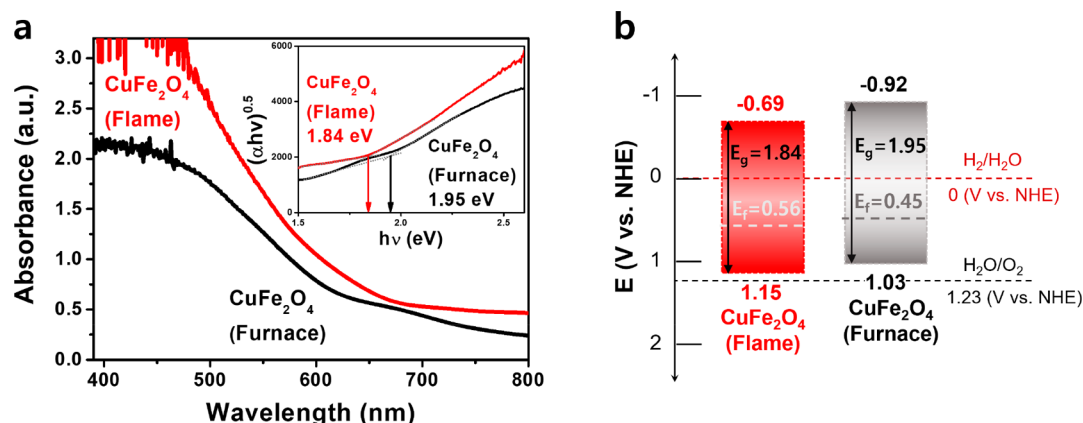 a
Absorbance (a.u.)
3.0
2.5
2.0
1.5
1.0
0.5
0.0
400
500
600
700
800
Wavelength (nm)
CuFe₂O₄
(Flame)
CuFe₂O₄
(Furnace)
(αhν)^0.5
6000
4000
2000
0
1.5
2.0
2.5
hν (eV)
CuFe₂O₄
(Flame)
1.84 eV
CuFe₂O₄
(Furnace)
1.95 eV
b
E (V vs. NHE)
-1
0
1
2
-0.69
Eg=1.84
Ef=0.56
1.15
CuFe₂O₄
(Flame)
-0.92
Eg=1.95
Ef=0.45
1.03
CuFe₂O₄
(Furnace)
H₂/H₂O
0 (V vs. NHE)
H₂O/O₂
1.23 (V vs. NHE)